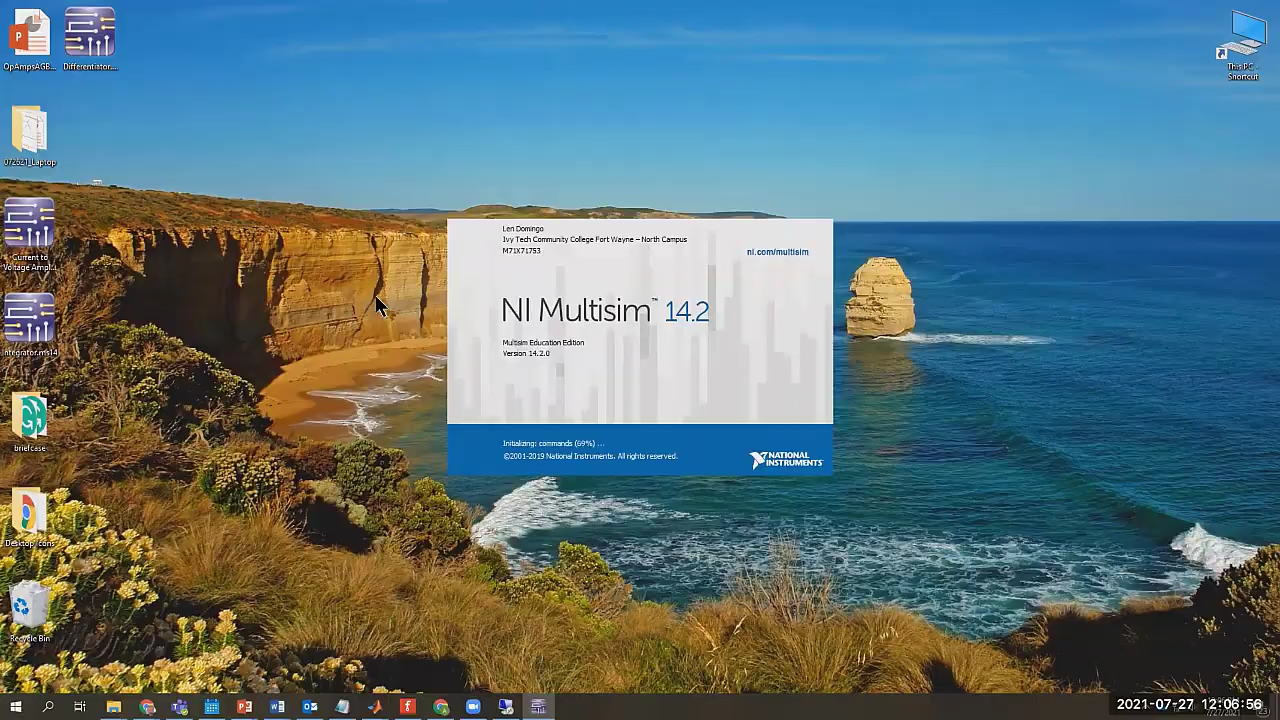 OpAmpsAGB...
Differentiator....
This PC -
Shortcut
072621_Laptop
Current to
Voltage Ampl...
Integrator.ms14
briefcase
Desktop Icons
Recycle Bin
Len Domingo
Ivy Tech Community College Fort Wayne – North Campus
M71X71753
ni.com/multisim
NI Multisim™ 14.2
Multisim Education Edition
Version 14.2.0
Initializing: commands (69%) ...
©2001-2019 National Instruments. All rights reserved.
NATIONAL
INSTRUMENTS
2021-07-27 12:06:56